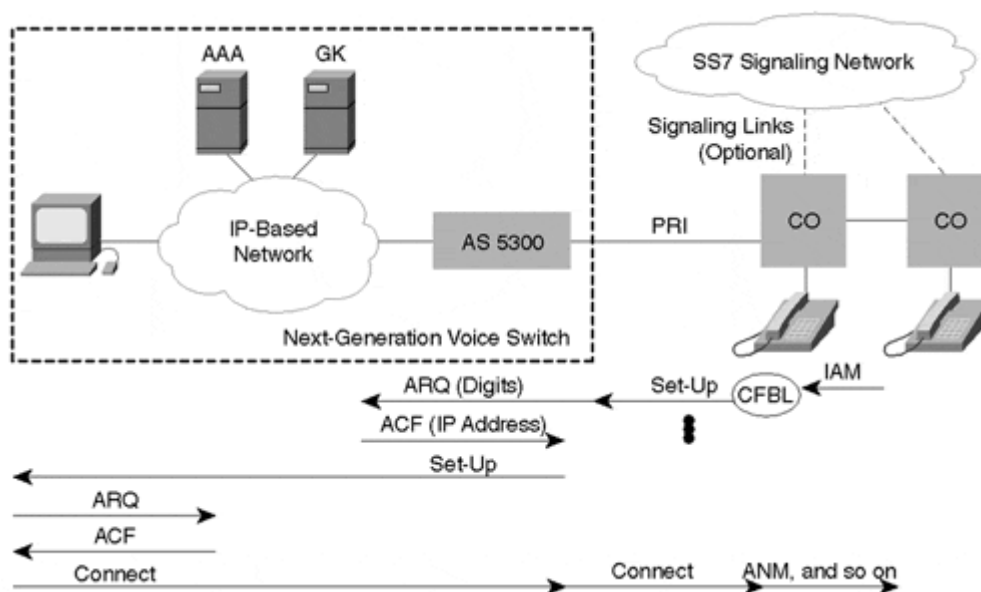 AAA
GK
SS7 Signaling Network
Signaling Links
(Optional)
IP-Based
Network
AS 5300
PRI
CO
CO
Next-Generation Voice Switch
IAM
ARQ (Digits)
Set-Up
CFBL
ACF (IP Address)
Set-Up
ARQ
ACF
Connect
Connect
ANM, and so on